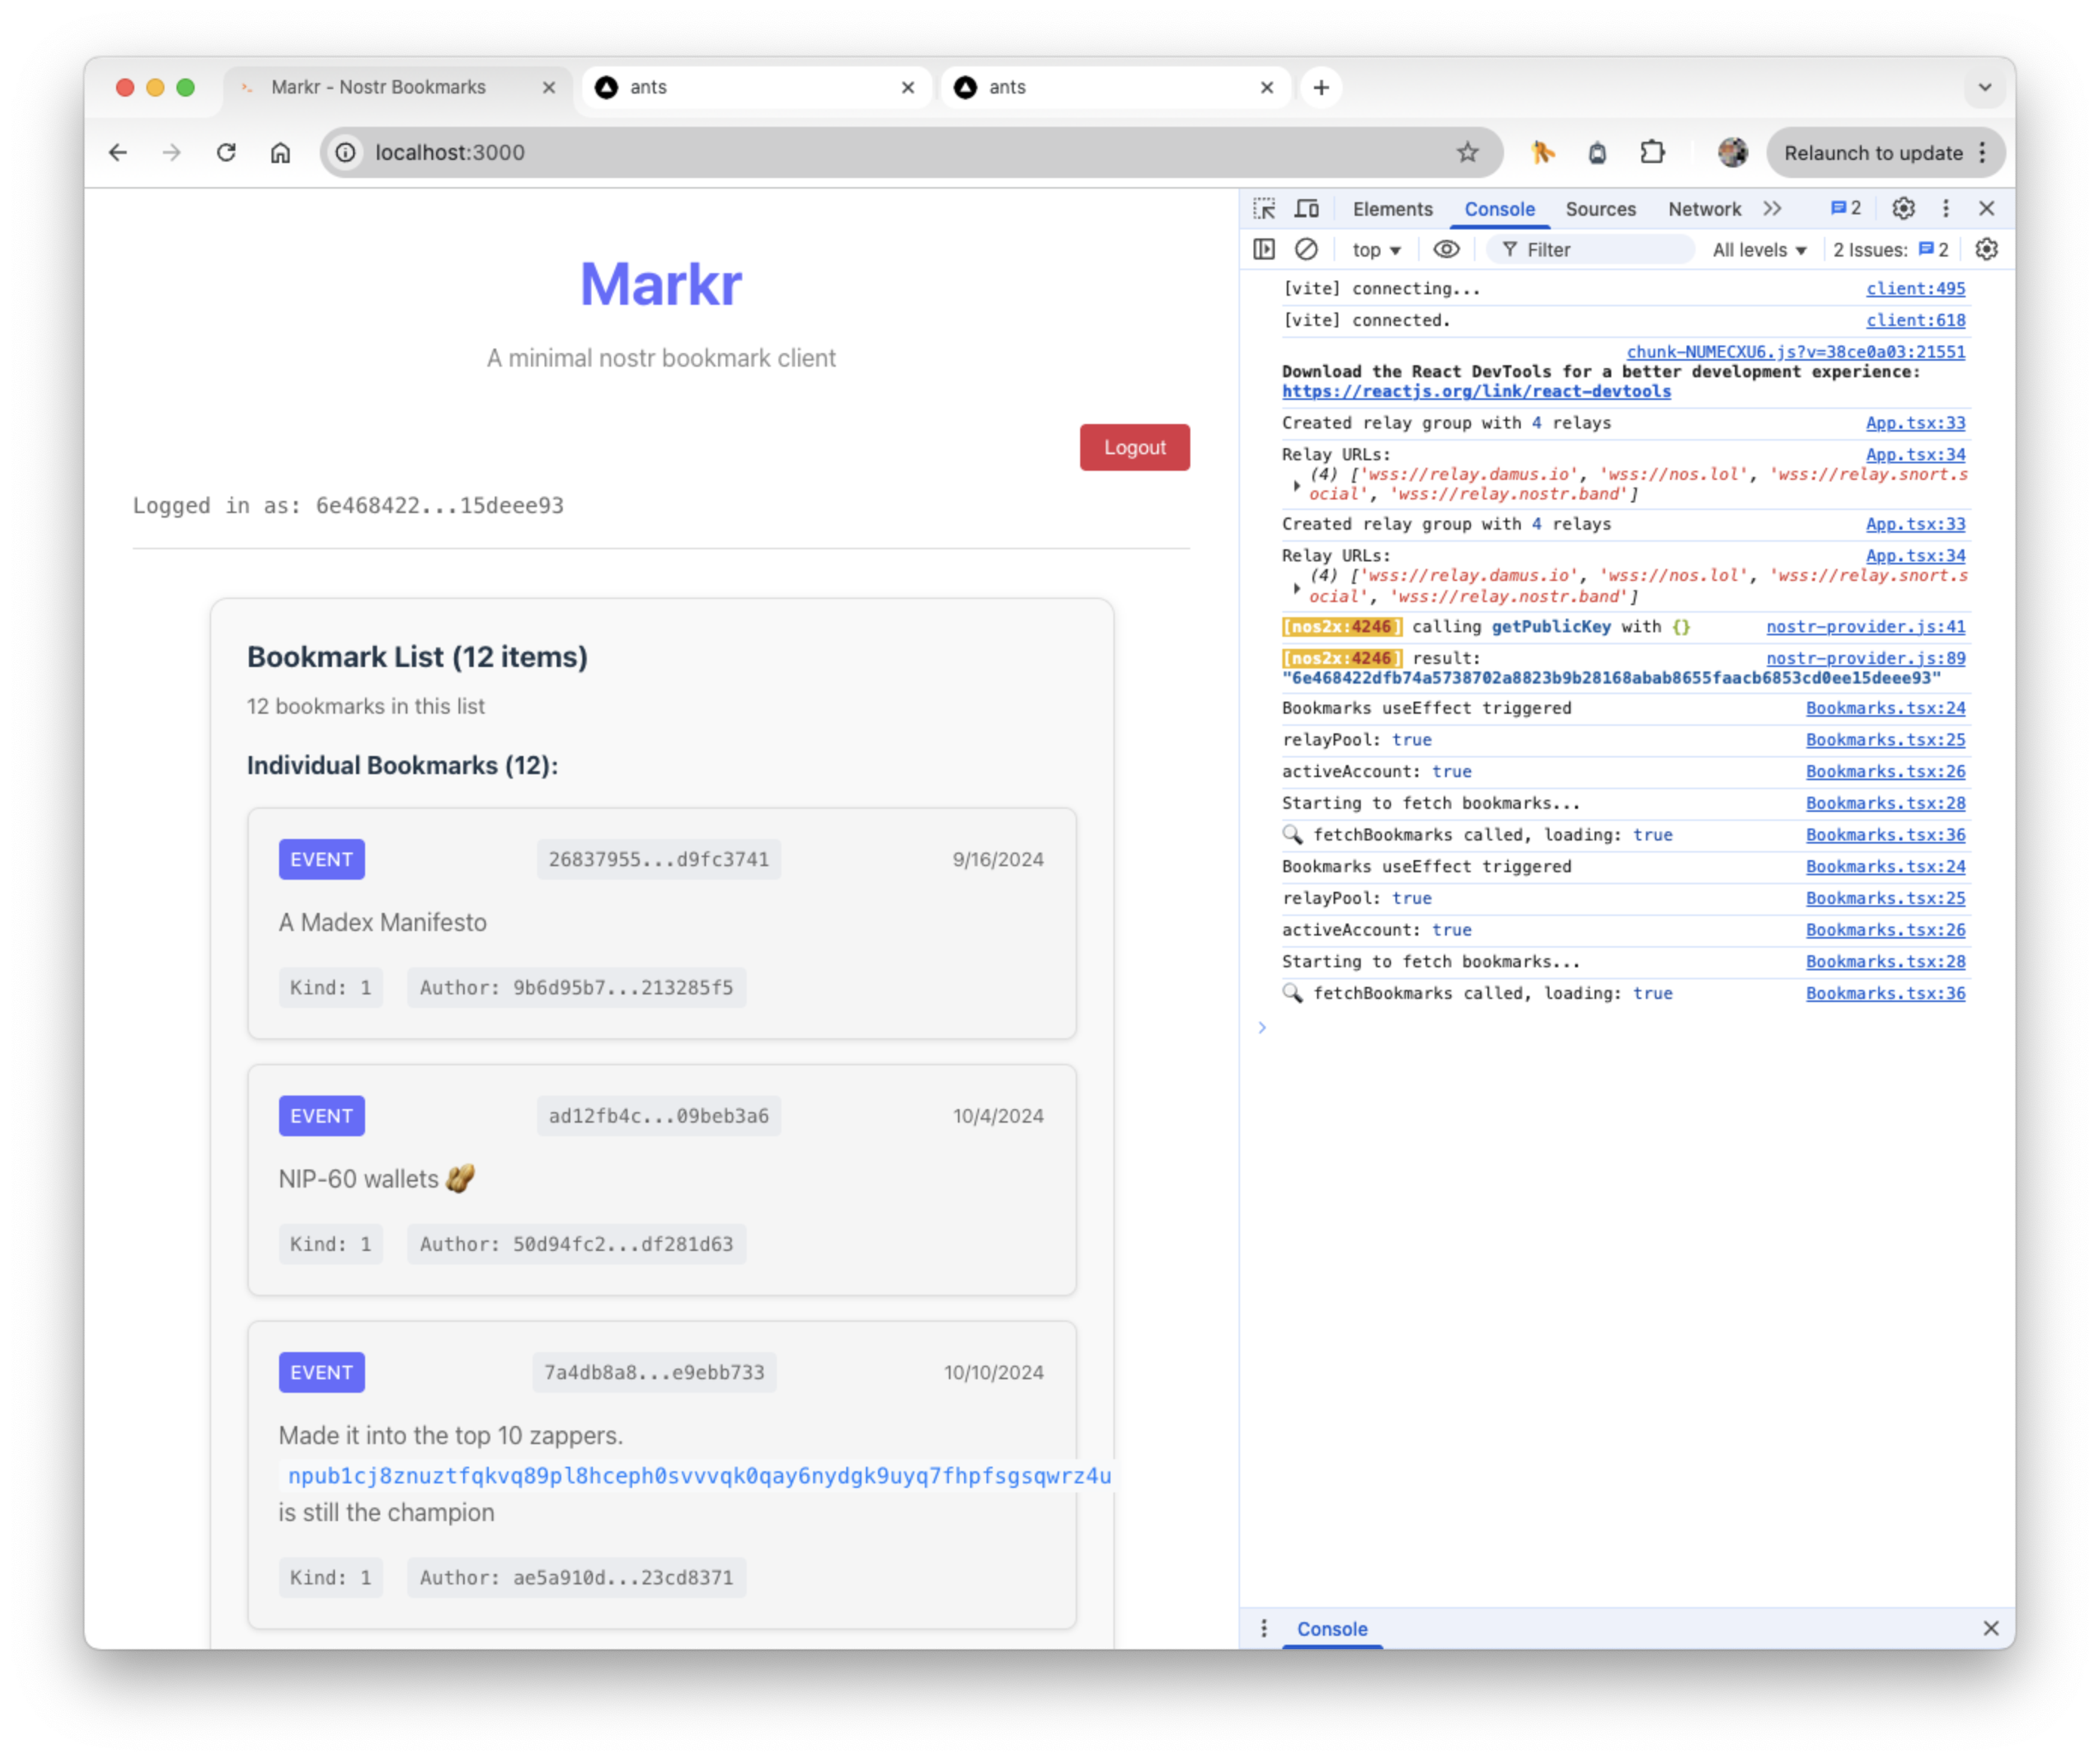 Markr - Nostr Bookmarks
ants
ants
localhost:3000
Relaunch to update
Markr
A minimal nostr bookmark client
Logout
Logged in as: 6e468422...15deee93
Bookmark List (12 items)
12 bookmarks in this list
Individual Bookmarks (12):
EVENT 26837955...d9fc3741 9/16/2024
A Madex Manifesto
Kind: 1 Author: 9b6d95b7...213285f5
EVENT ad12fb4c...09beb3a6 10/4/2024
NIP-60 wallets 🥜
Kind: 1 Author: 50d94fc2...df281d63
EVENT 7a4db8a8...e9ebb733 10/10/2024
Made it into the top 10 zappers.
npub1cj8znuztfqkvq89pl8hceph0svvvqk0qay6nydgk9uyq7fhpfsgsqwrz4u
is still the champion
Kind: 1 Author: ae5a910d...23cd8371
Elements Console Sources Network 2
top Filter All levels 2 Issues: 2
[vite] connecting... client:495
[vite] connected. client:618
chunk-NUMECXU6.js?v=38ce0a03:21551
Download the React DevTools for a better development experience:
https://reactjs.org/link/react-devtools
Created relay group with 4 relays App.tsx:33
Relay URLs: App.tsx:34
(4) ['wss://relay.damus.io', 'wss://nos.lol', 'wss://relay.snort.s
ocial', 'wss://relay.nostr.band']
Created relay group with 4 relays App.tsx:33
Relay URLs: App.tsx:34
(4) ['wss://relay.damus.io', 'wss://nos.lol', 'wss://relay.snort.s
ocial', 'wss://relay.nostr.band']
[nos2x:4246] calling getPublicKey with {} nostr-provider.js:41
[nos2x:4246] result: nostr-provider.js:89
"6e468422dfb74a5738702a8823b9b28168abab8655faacb6853cd0ee15deee93"
Bookmarks useEffect triggered Bookmarks.tsx:24
relayPool: true Bookmarks.tsx:25
activeAccount: true Bookmarks.tsx:26
Starting to fetch bookmarks... Bookmarks.tsx:28
🔍 fetchBookmarks called, loading: true Bookmarks.tsx:36
Bookmarks useEffect triggered Bookmarks.tsx:24
relayPool: true Bookmarks.tsx:25
activeAccount: true Bookmarks.tsx:26
Starting to fetch bookmarks... Bookmarks.tsx:28
🔍 fetchBookmarks called, loading: true Bookmarks.tsx:36
Console